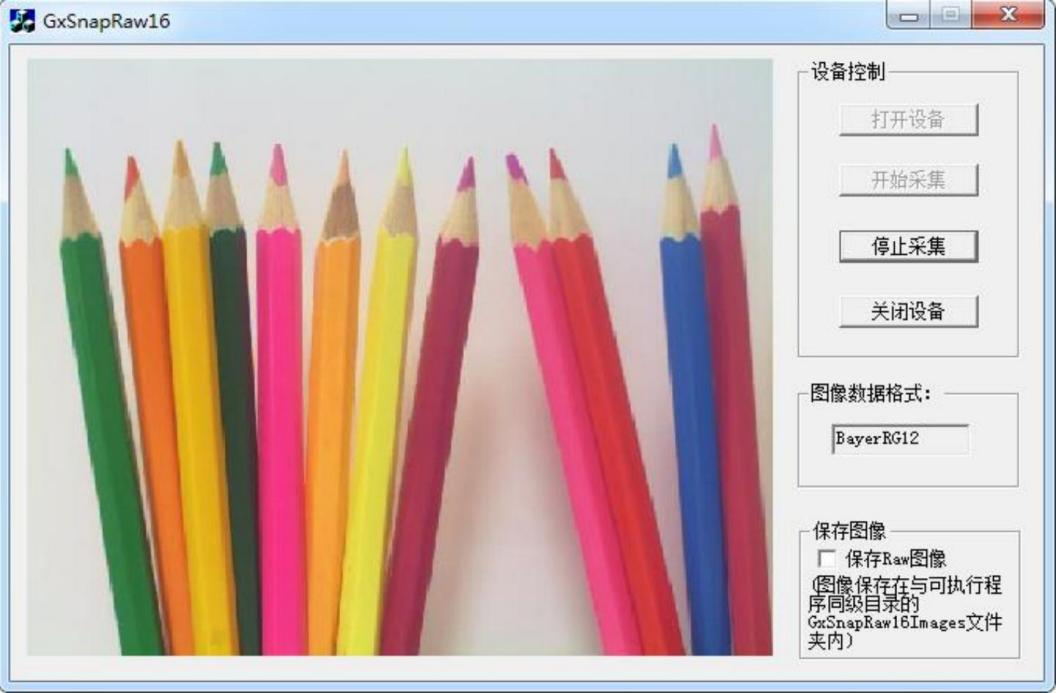 GxSnapRaw16
设备控制
打开设备
开始采集
停止采集
关闭设备
图像数据格式：
BayerRG12
保存图像
保存Raw图像
(图像保存在与可执行程
序同级目录的
GxSnapRaw16Images文件
夹内)